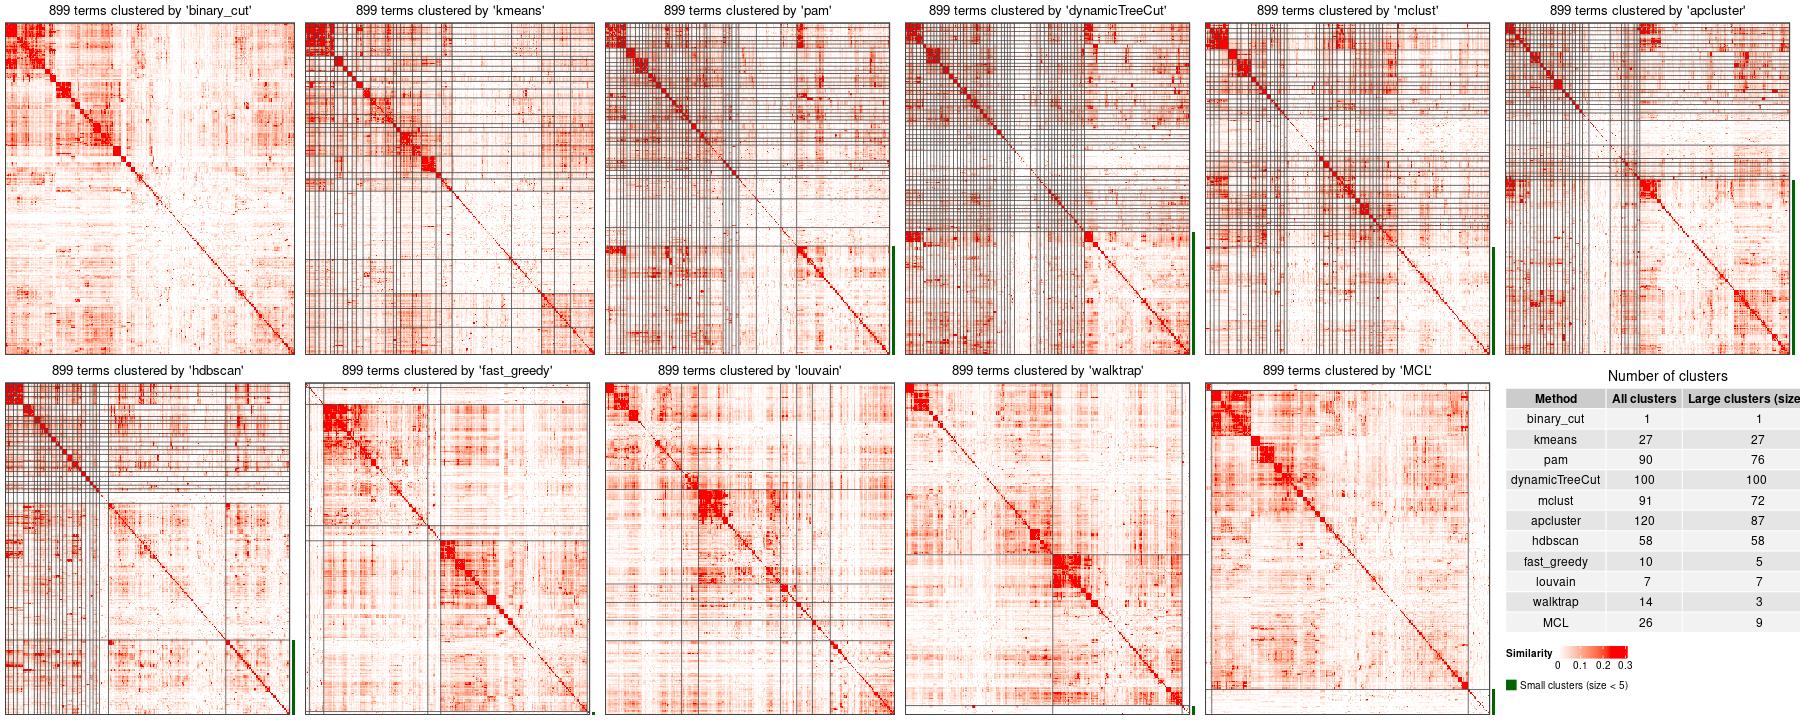 899 terms clustered by 'binary_cut'
899 terms clustered by 'kmeans'
899 terms clustered by 'pam'
899 terms clustered by 'dynamicTreeCut'
899 terms clustered by 'mclust'
899 terms clustered by 'apcluster'
899 terms clustered by 'hdbscan'
899 terms clustered by 'fast_greedy'
899 terms clustered by 'louvain'
899 terms clustered by 'walktrap'
899 terms clustered by 'MCL'
Number of clusters
Method All clusters Large clusters (size
binary_cut 1 1
kmeans 27 27
pam 90 76
dynamicTreeCut 100 100
mclust 91 72
apcluster 120 87
hdbscan 58 58
fast_greedy 10 5
louvain 7 7
walktrap 14 3
MCL 26 9
Similarity
0 0.1 0.2 0.3
Small clusters (size < 5)